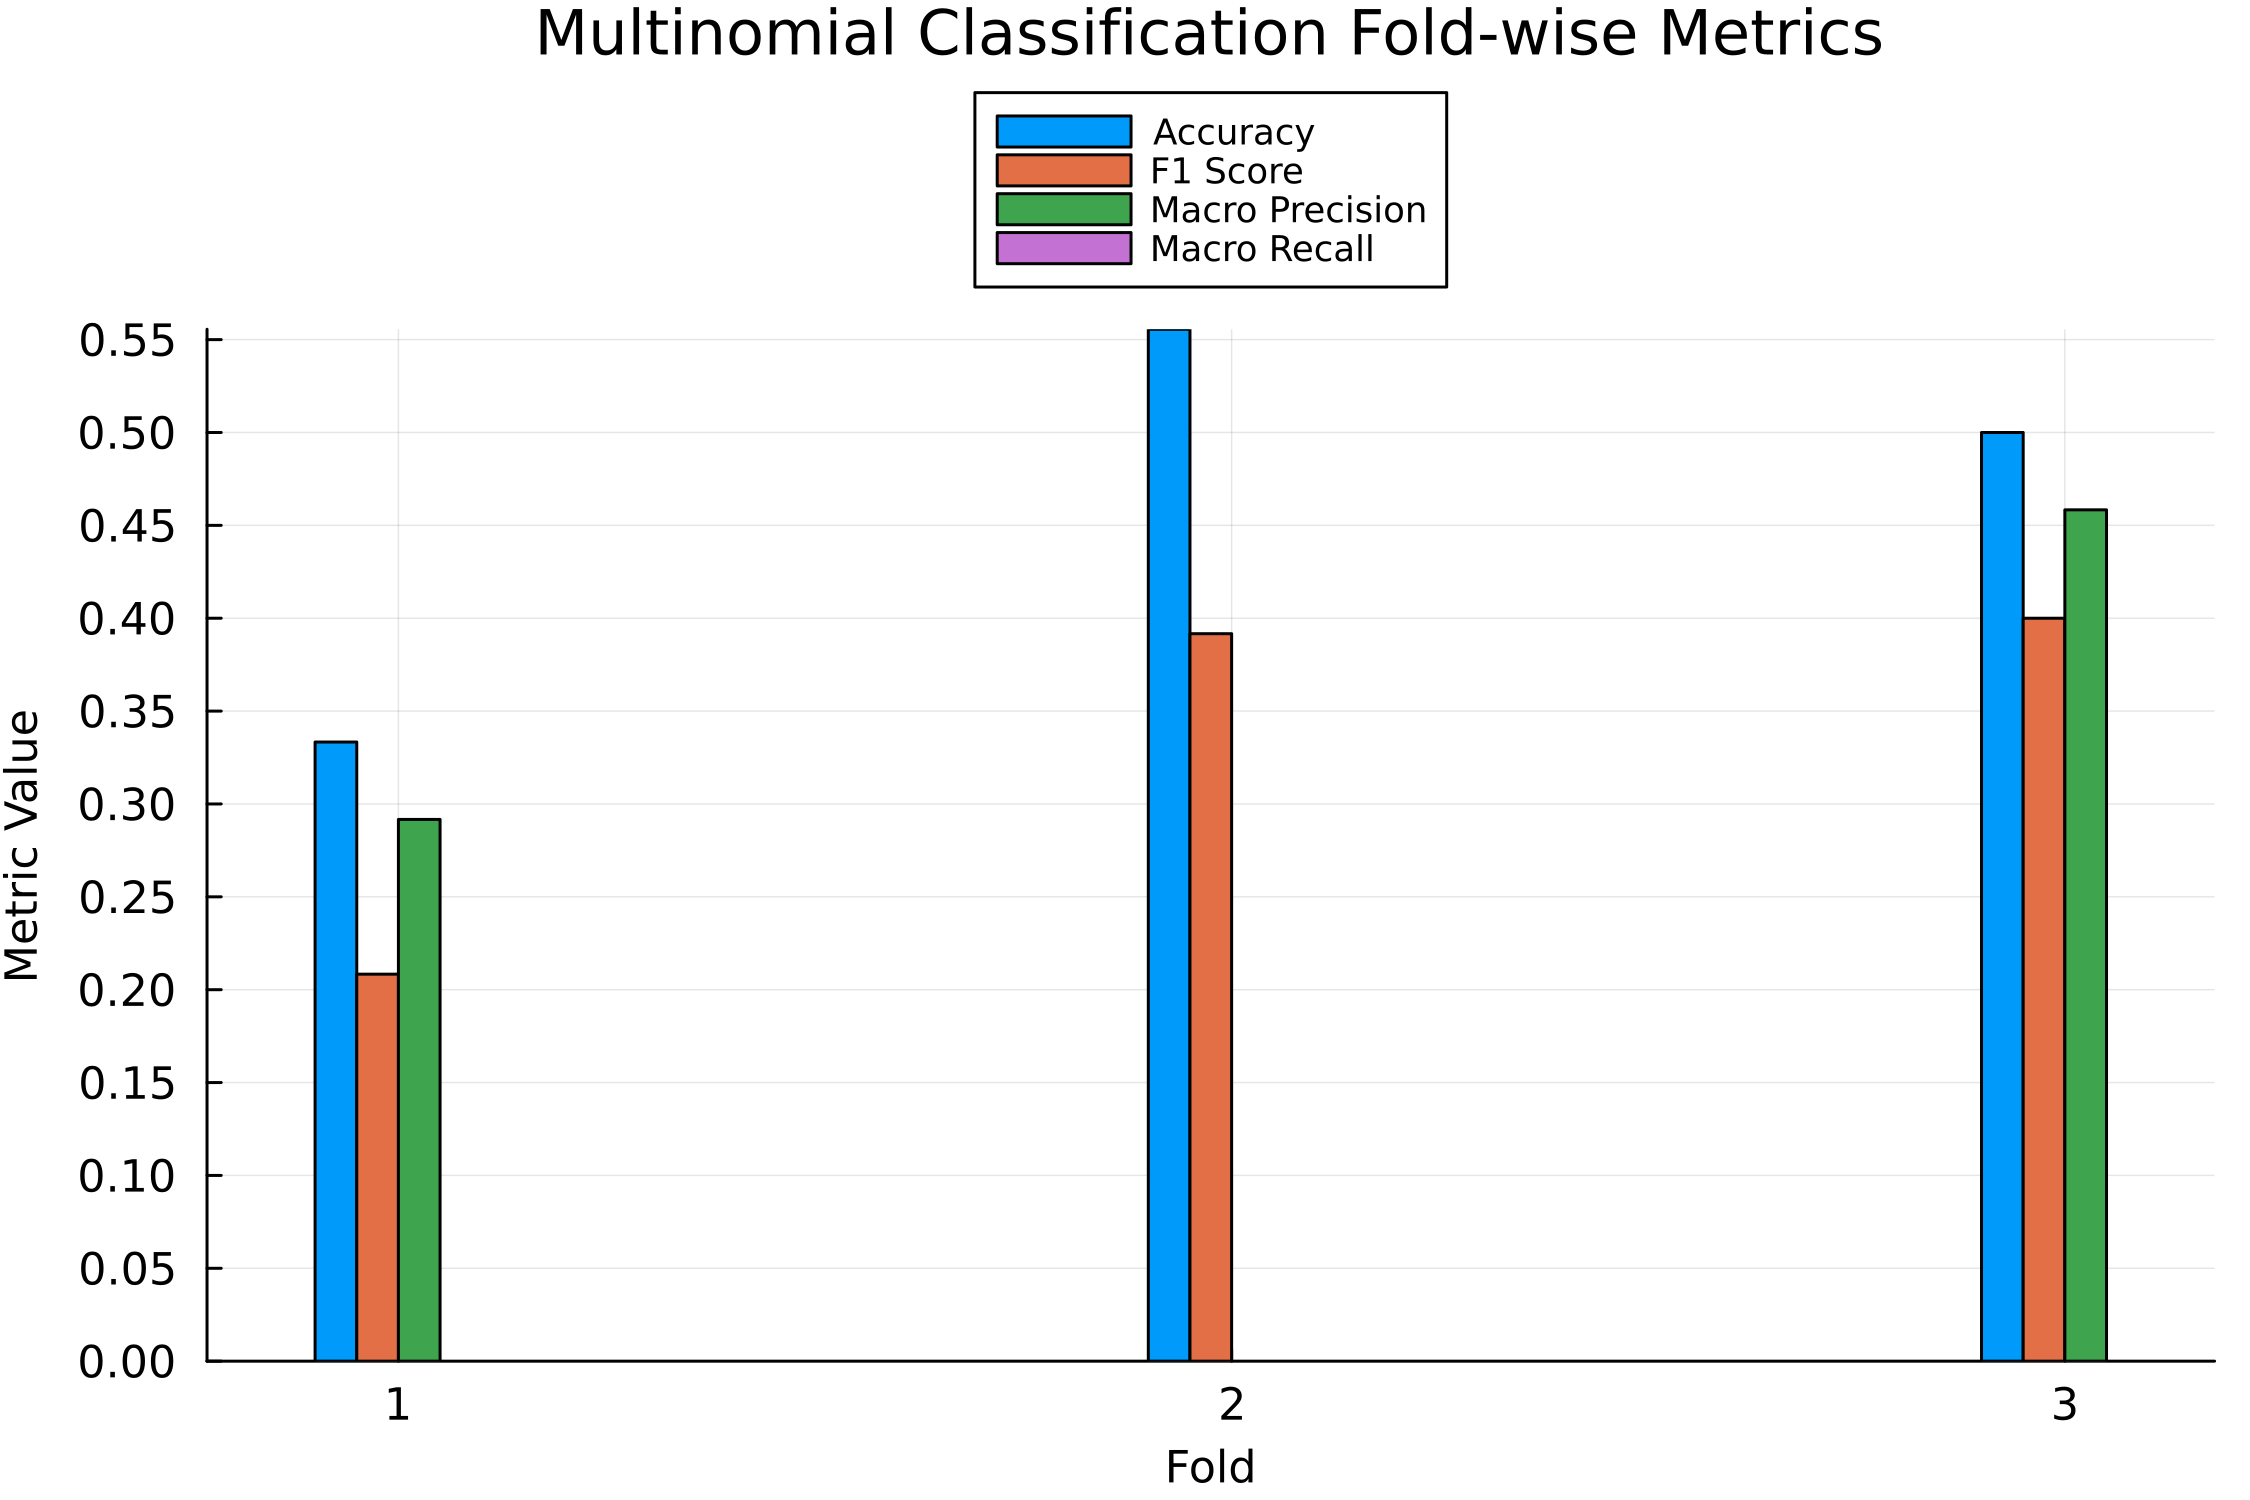 Multinomial Classification Fold-wise Metrics
Accuracy
F1 Score
Macro Precision
Macro Recall
0.55
0.50
0.45
0.40
0.35
0.30
0.25
0.20
0.15
0.10
0.05
0.00
Metric Value
1 2 3
Fold